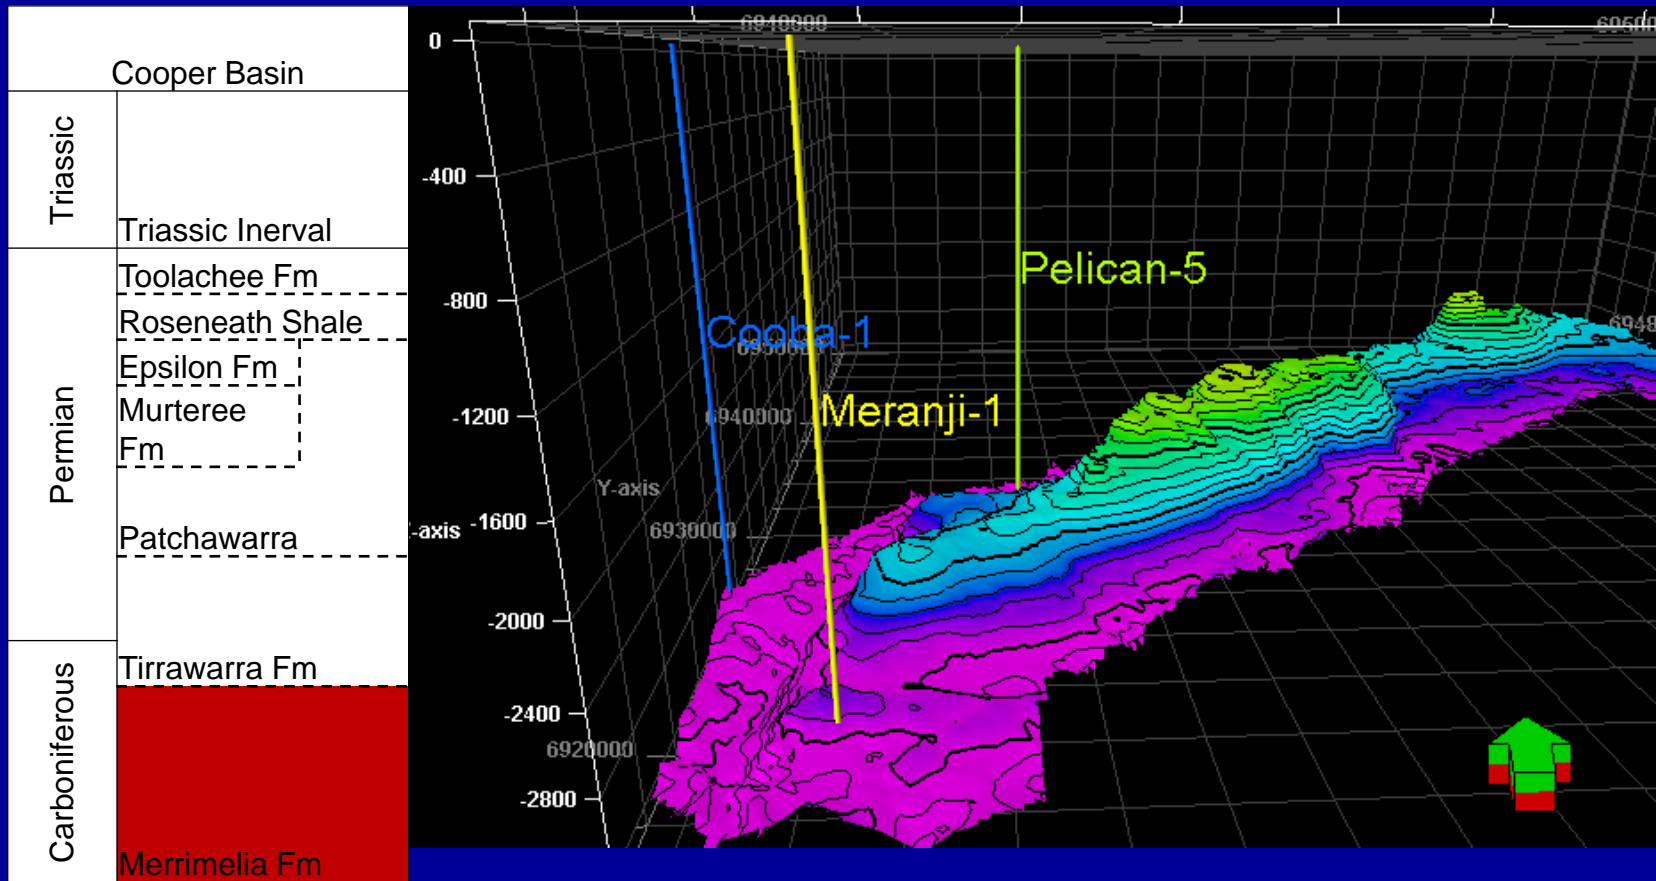 Cooper Basin
Triassic
Triassic Inerval
Permian
Toolachee Fm
Roseneath Shale
Epsilon Fm
Murteree
Fm
Patchawarra
Carboniferous
Tirrawarra Fm
Merrimelia Fm
6940000
0
-400
-800
-1200
-1600
-2000
-2400
-2800
-axis
Y-axis
6940000
6930000
6920000
Cooba-1
Meranji-1
Pelican-5